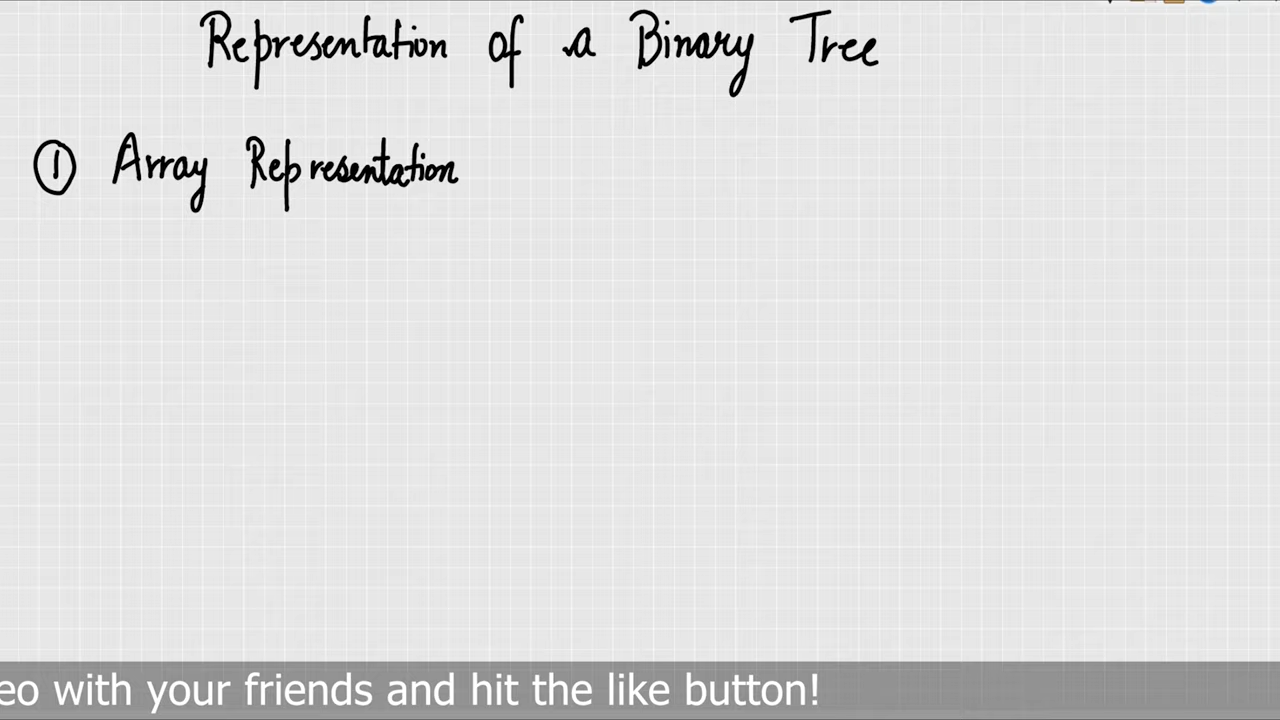 Representation of a Binary Tree
① Array Representation
eo with your friends and hit the like button!